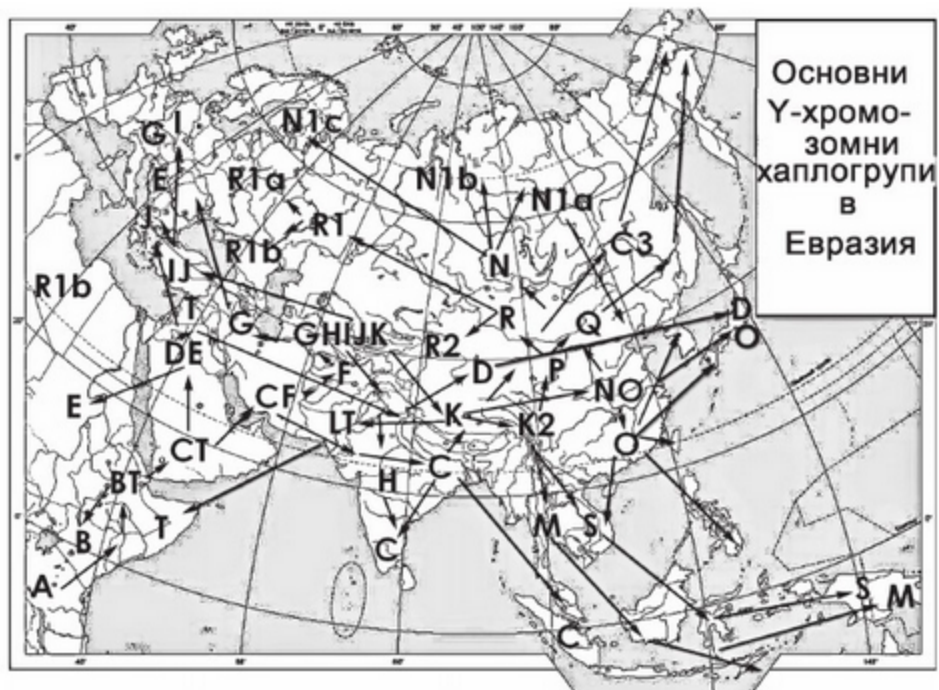 Основни
Y-хромо-
зомни
хаплогрупи
в
Евразия
G I
N1c
E
R1a
N1b
N1a
J
R1b
R1
C3
IJ
N
R1b
T
G
GHIJK
R2
R
Q
D
O
DE
F
D
P
E
CF
LT
K
K2
NO
CT
H
C
O
BT
T
B
C
M
S
A
C
S
M